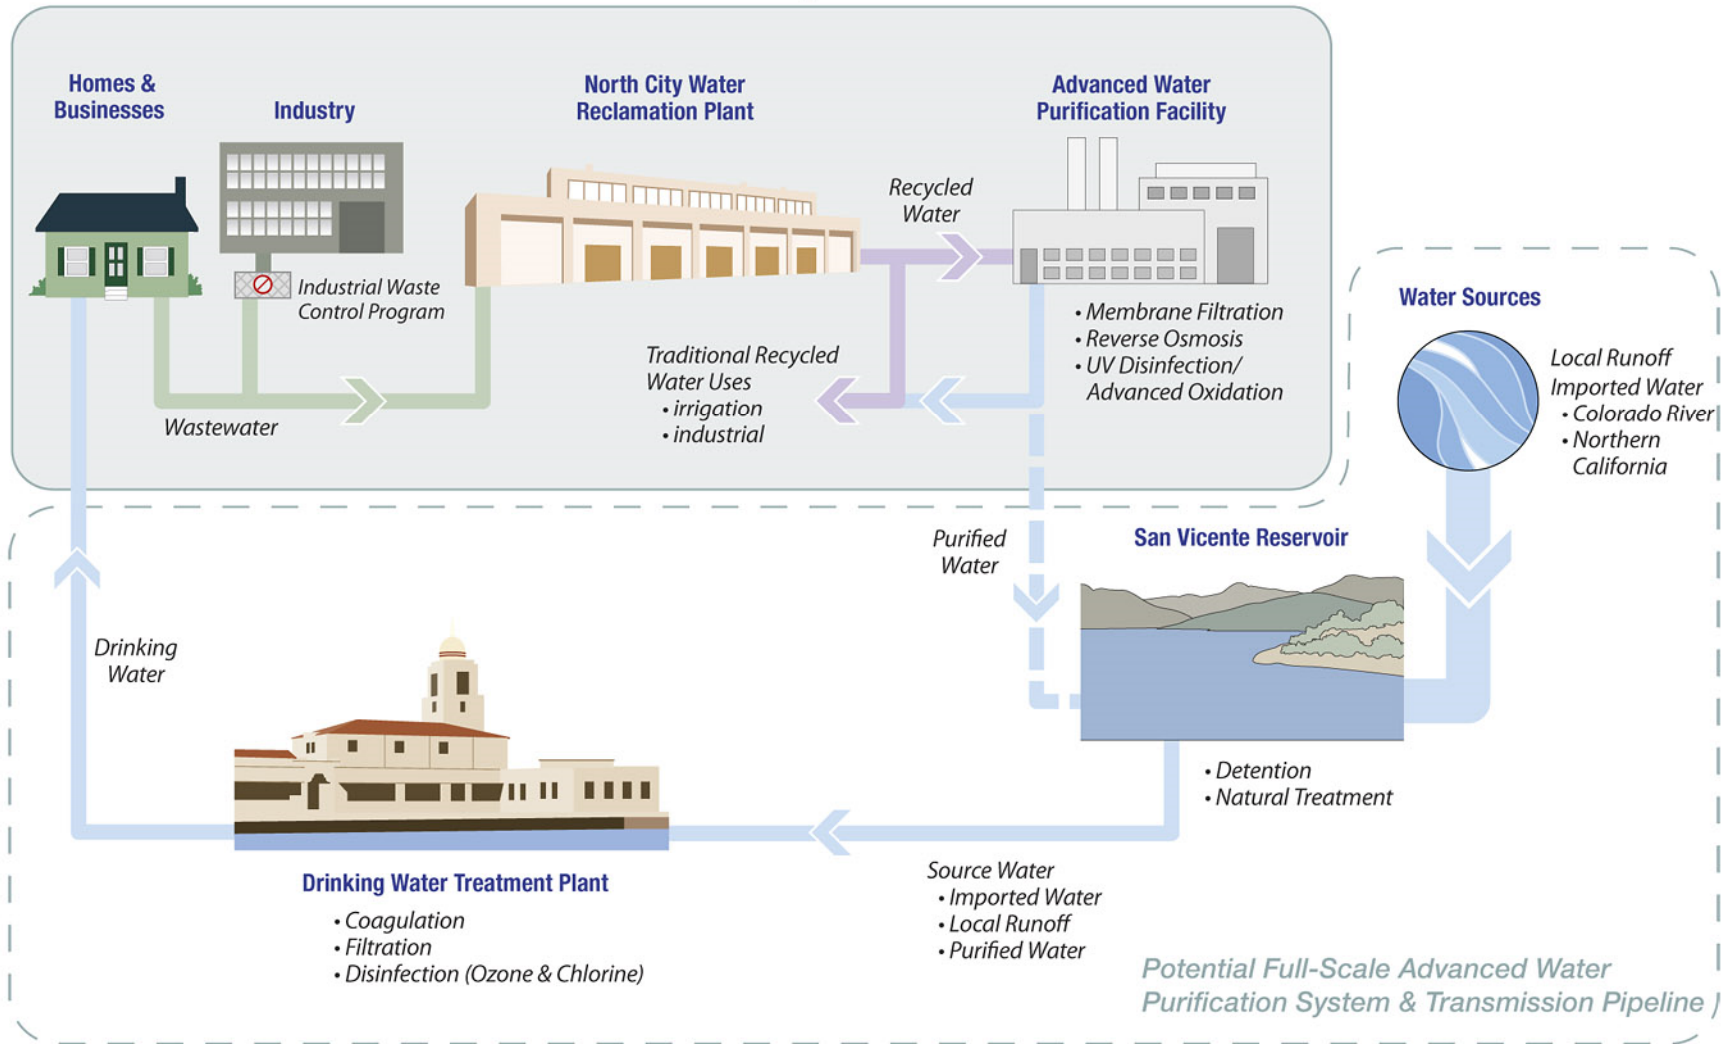 Homes &
Businesses
Industry
North City Water
Reclamation Plant
Advanced Water
Purification Facility
Recycled
Water
Industrial Waste
Control Program
• Membrane Filtration
• Reverse Osmosis
• UV Disinfection/
Advanced Oxidation
Traditional Recycled
Water Uses
• irrigation
• industrial
Wastewater
Water Sources
Local Runoff
Imported Water
• Colorado River
• Northern
California
Purified
Water
San Vicente Reservoir
• Detention
• Natural Treatment
Drinking
Water
Drinking Water Treatment Plant
• Coagulation
• Filtration
• Disinfection (Ozone & Chlorine)
Source Water
• Imported Water
• Local Runoff
• Purified Water
Potential Full-Scale Advanced Water
Purification System & Transmission Pipeline